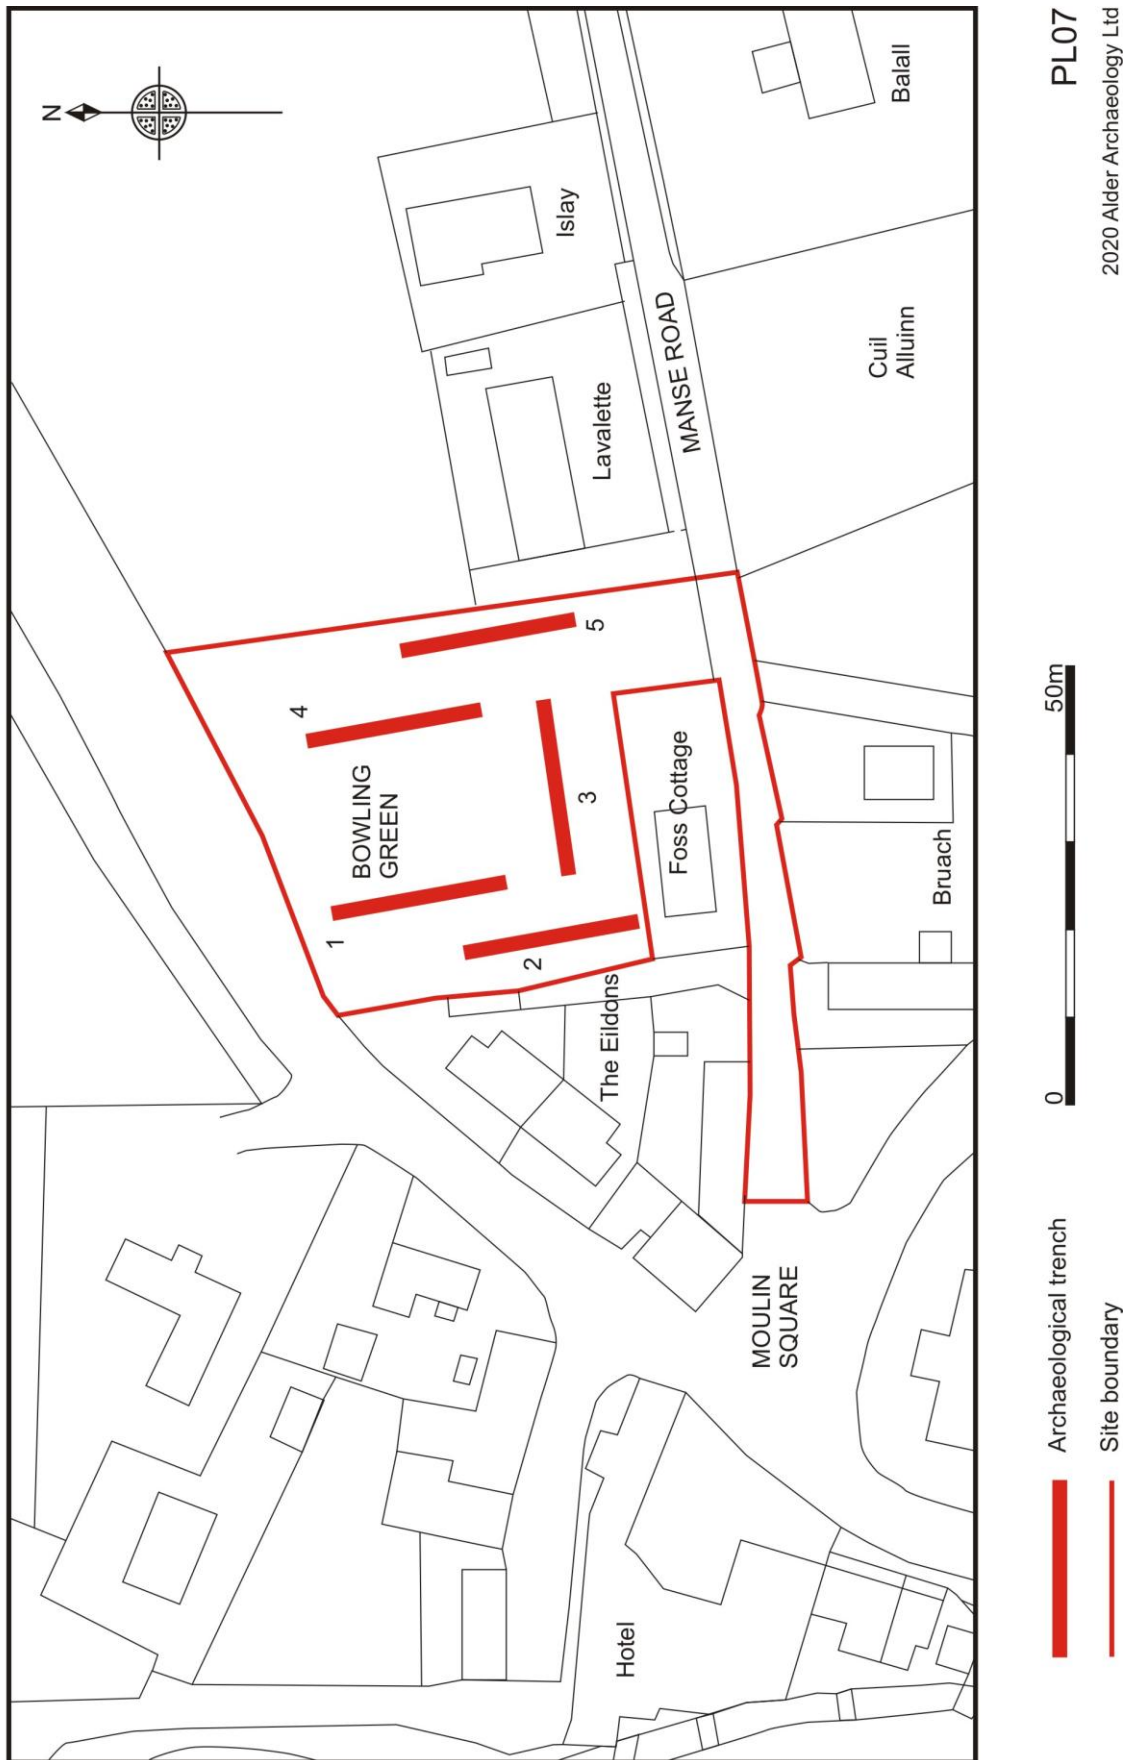 N
Balall
Islay
MANSE ROAD
Cuil
Alluinn
Lavalette
5
4
BOWLING
GREEN
3
Foss Cottage
1
2
Bruach
The Eildons
MOULIN
SQUARE
Hotel
PL07
2020 Alder Archaeology Ltd
0
50m
Archaeological trench
Site boundary